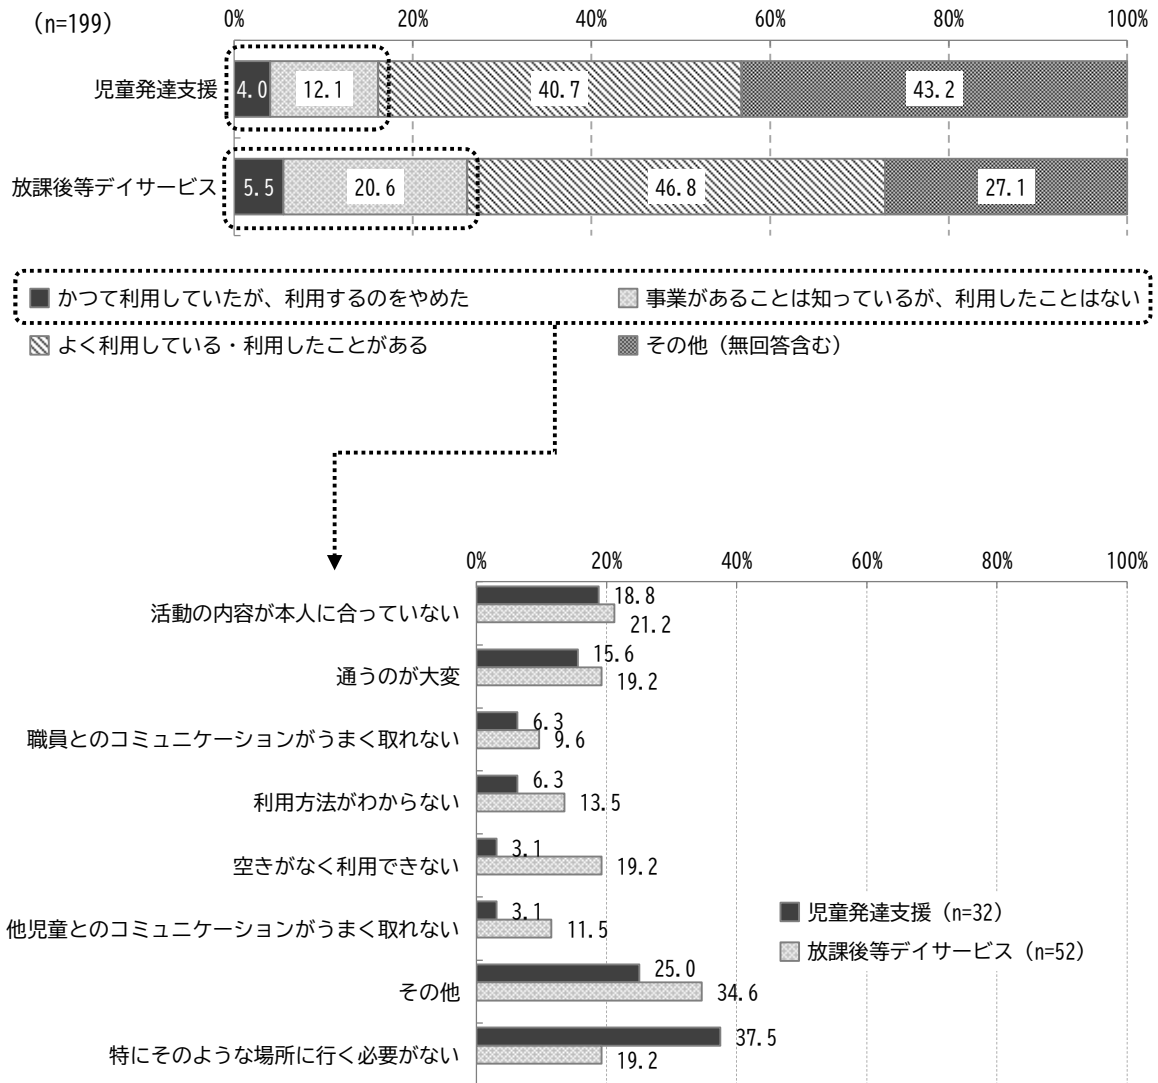 (n=199)
0% 20% 40% 60% 80% 100%
児童発達支援 4.0 12.1 40.7 43.2
放課後等デイサービス 5.5 20.6 46.8 27.1
かつて利用していたが、利用するのをやめた 事業があることは知っているが、利用したことはない
よく利用している・利用したことがある その他（無回答含む）
0% 20% 40% 60% 80% 100%
活動の内容が本人に合っていない 18.8 21.2
通うのが大変 15.6 19.2
職員とのコミュニケーションがうまく取れない 6.3 9.6
利用方法がわからない 6.3 13.5
空きがなく利用できない 3.1 19.2
他児童とのコミュニケーションがうまく取れない 3.1 11.5
その他 25.0 34.6
特にそのような場所に行く必要がない 37.5 19.2
児童発達支援（n=32）
放課後等デイサービス（n=52）